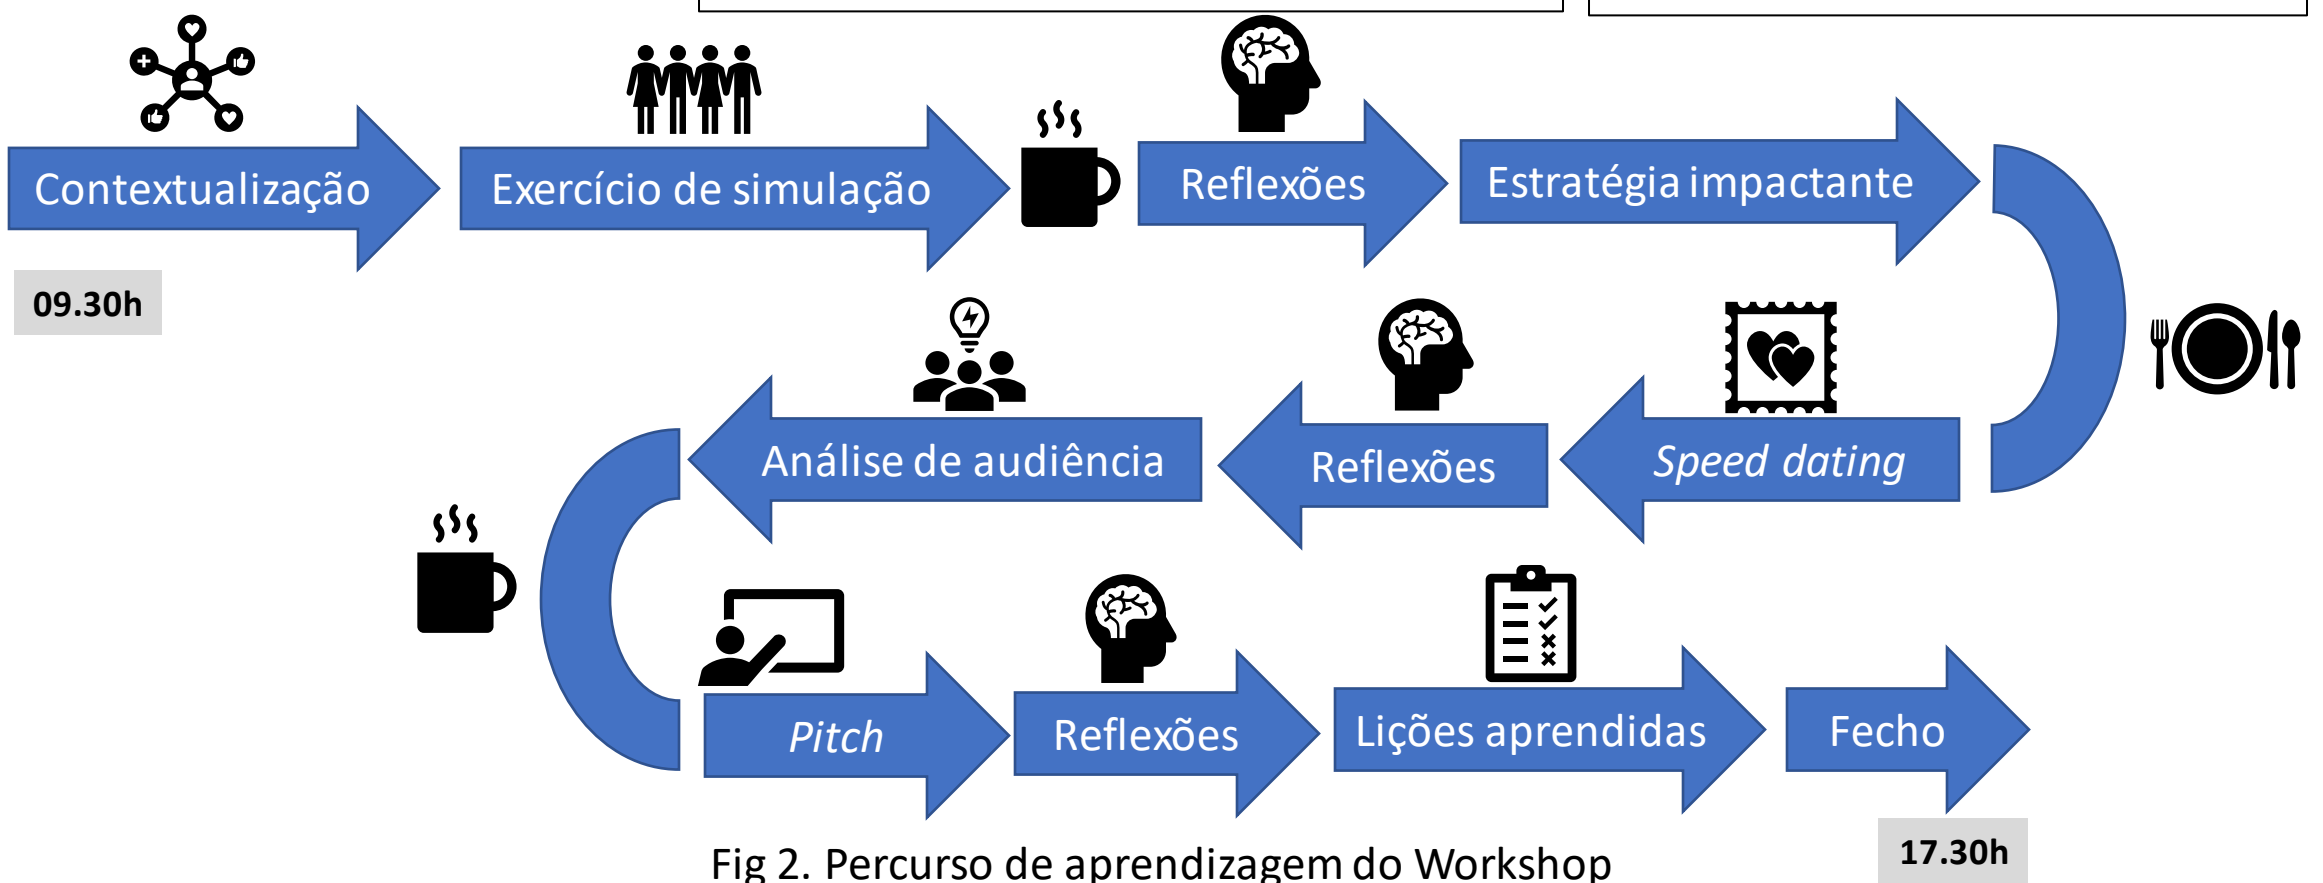 Contextualização
Exercício de simulação
Reflexões
Estratégia impactante
09.30h
Speed dating
Reflexões
Análise de audiência
Pitch
Reflexões
Lições aprendidas
Fecho
17.30h
Fig 2. Percurso de aprendizagem do Workshop